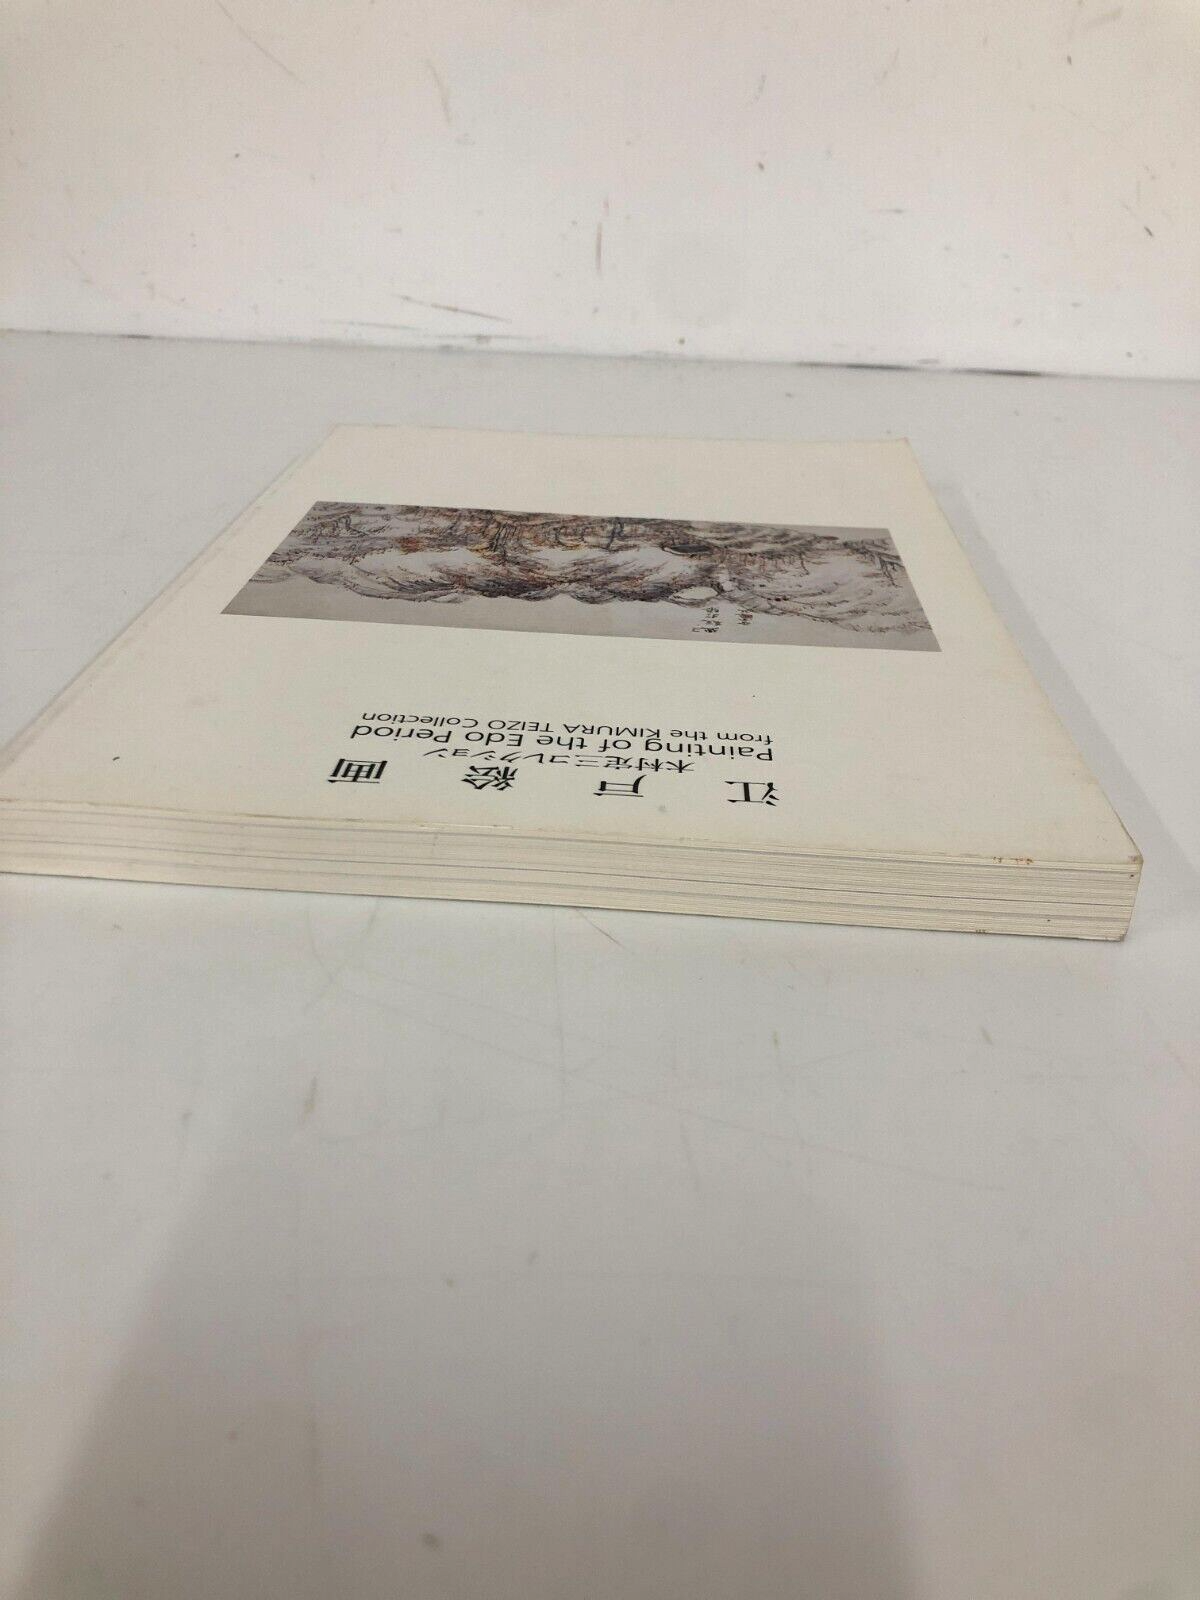 江戸絵画
木村定三コレクション
Painting of the Edo Period
from the KIMURA TEIZO Collection